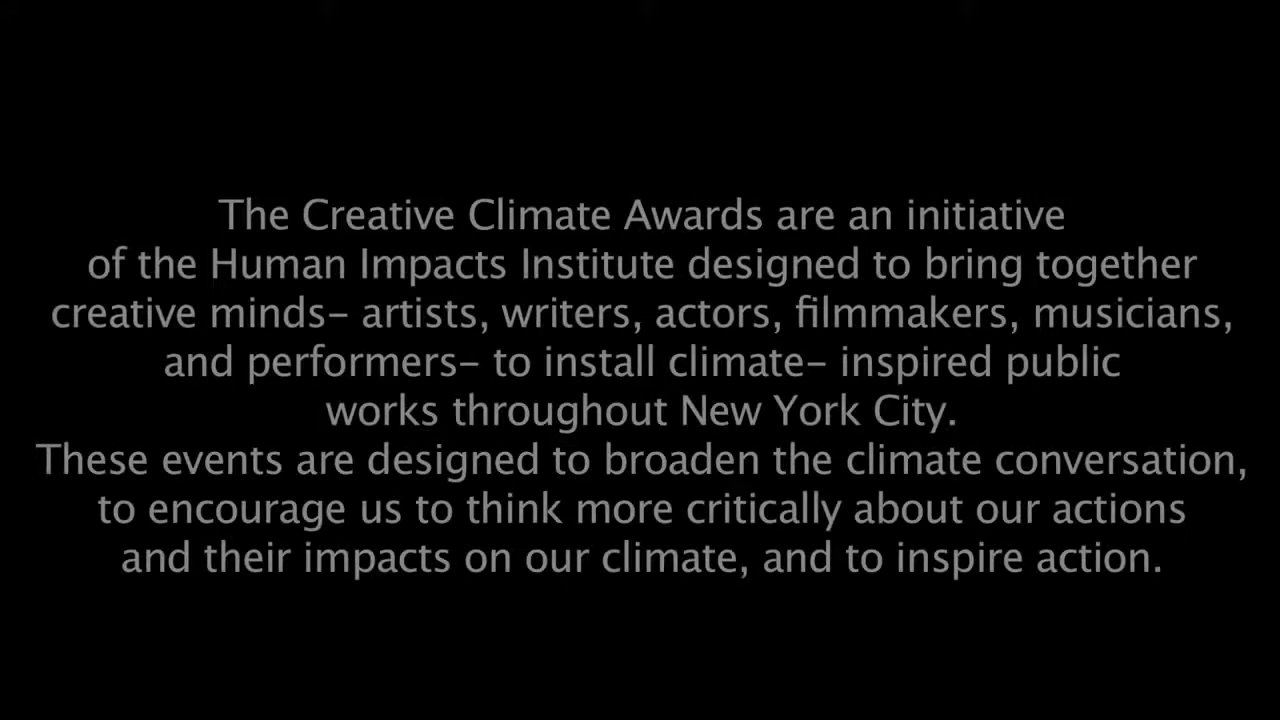 The Creative Climate Awards are an initiative
of the Human Impacts Institute designed to bring together
creative minds– artists, writers, actors, filmmakers, musicians,
and performers– to install climate– inspired public
works throughout New York City.
These events are designed to broaden the climate conversation,
to encourage us to think more critically about our actions
and their impacts on our climate, and to inspire action.